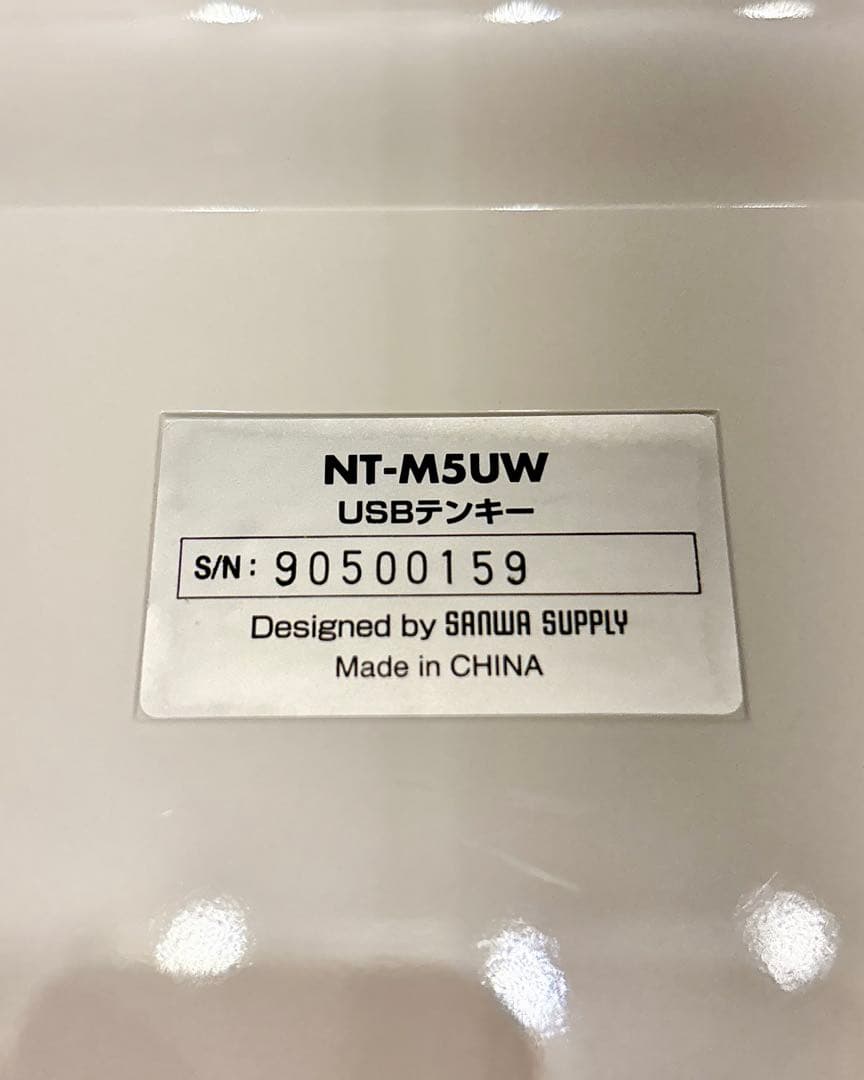 NT-M5UW
USBテンキー
S/N: 90500159
Designed by SANWA SUPPLY
Made in CHINA